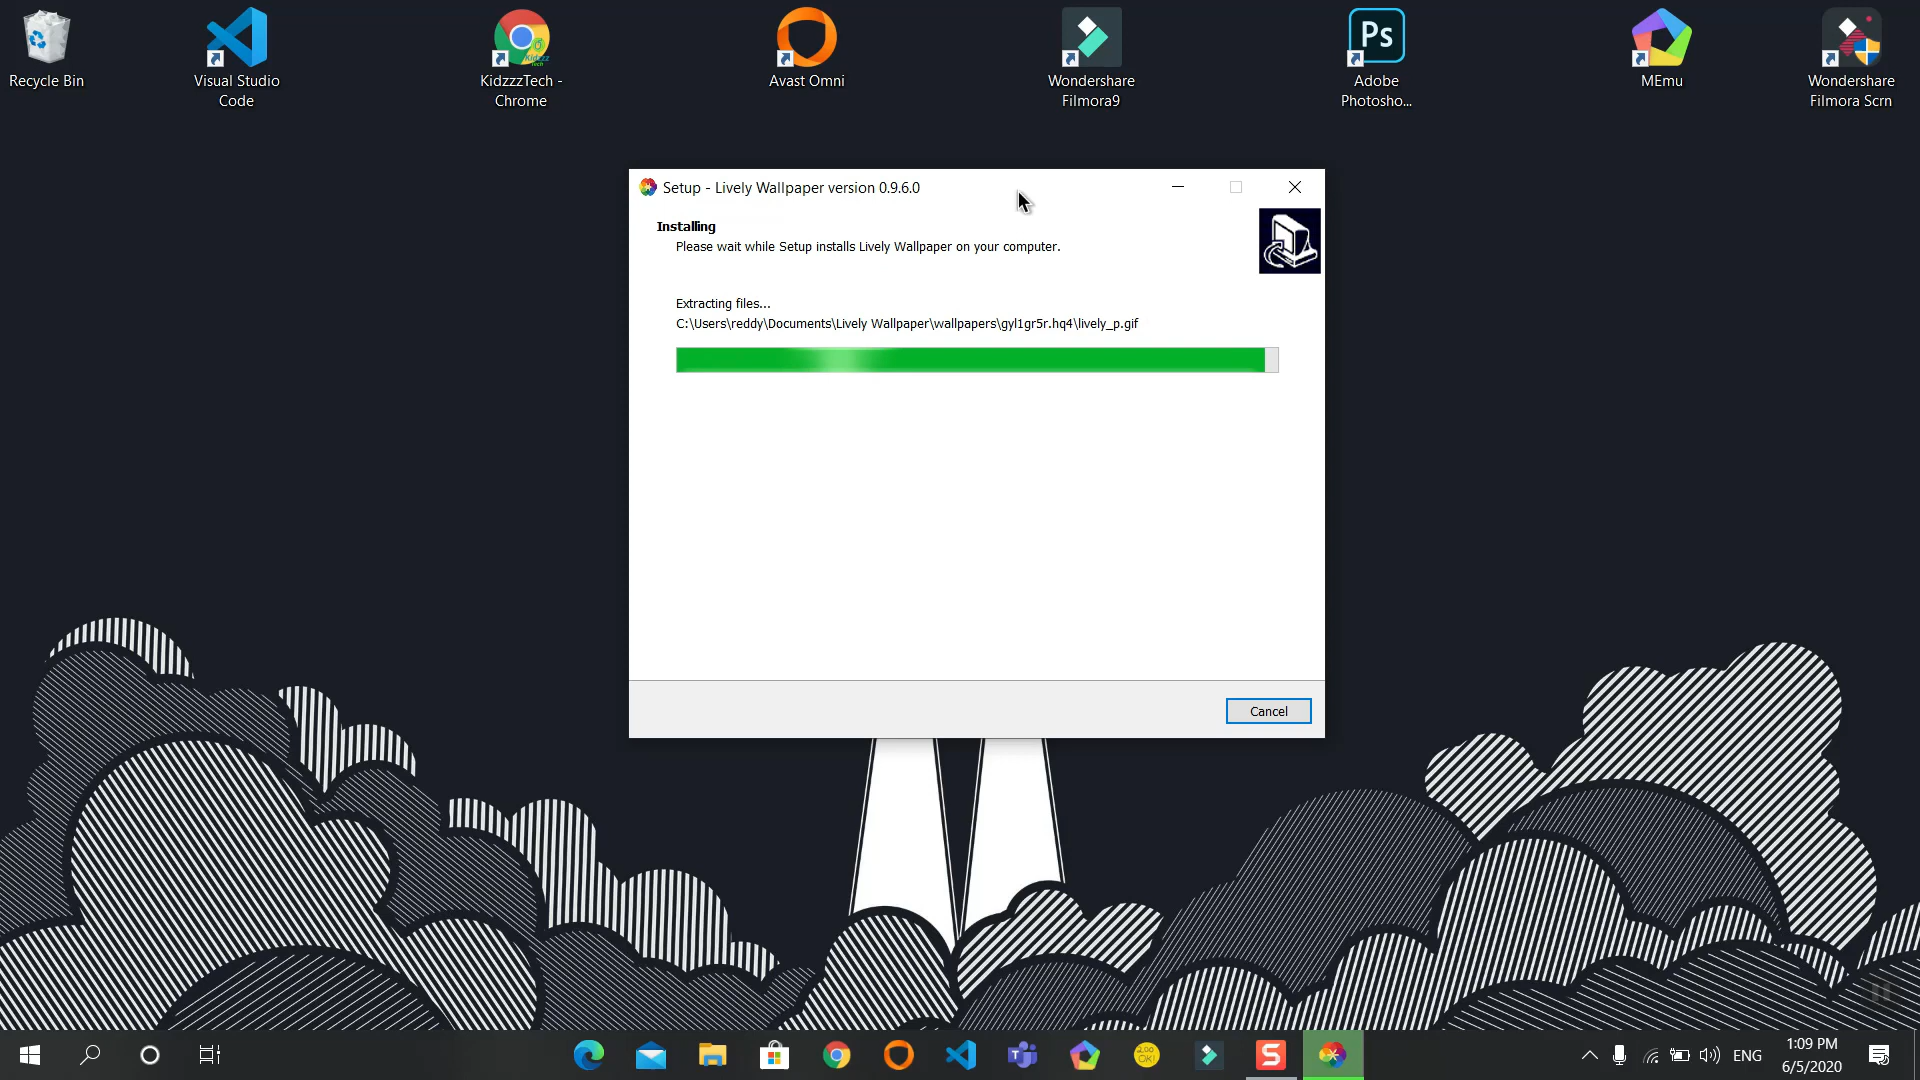 Recycle Bin
Visual Studio
Code
KidzzzTech -
Chrome
Avast Omni
Wondershare
Filmora9
Ps
Adobe
Photosho...
MEmu
Wondershare
Filmora Scrn
Setup - Lively Wallpaper version 0.9.6.0
Installing
Please wait while Setup installs Lively Wallpaper on your computer.
Extracting files...
C:\Users\reddy\Documents\Lively Wallpaper\wallpapers\gyl1gr5r.hq4\lively_p.gif
Cancel
ENG
1:09 PM
6/5/2020